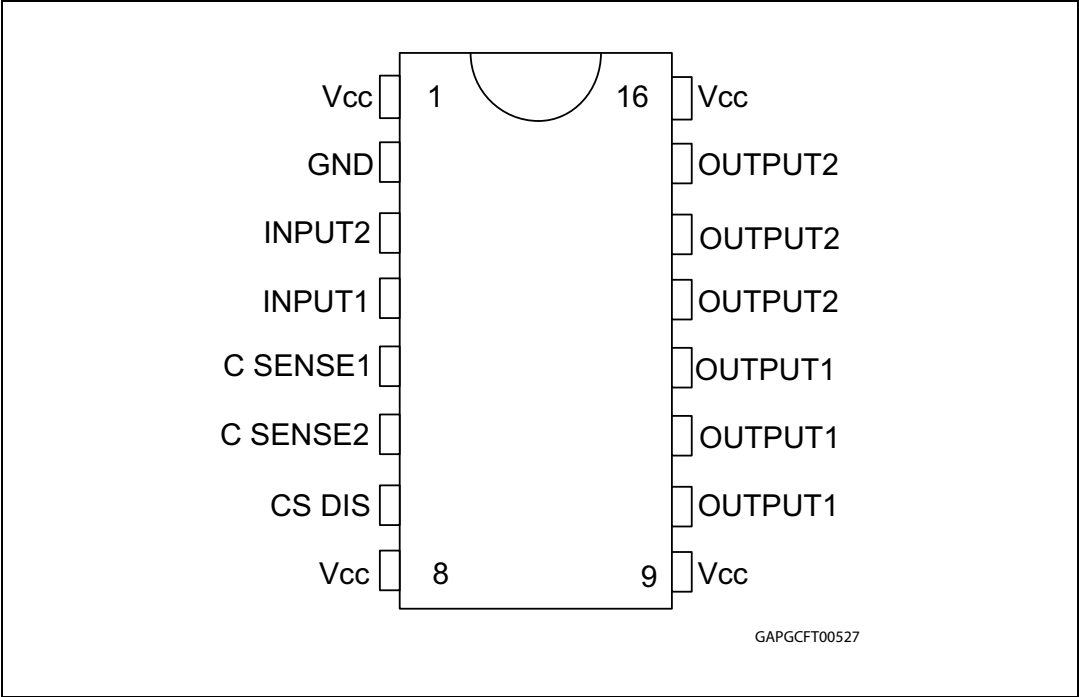 Vcc 1 16 Vcc
GND OUTPUT2
INPUT2 OUTPUT2
INPUT1 OUTPUT2
C SENSE1 OUTPUT1
C SENSE2 OUTPUT1
CS DIS OUTPUT1
Vcc 8 9 Vcc
GAPGCFT00527